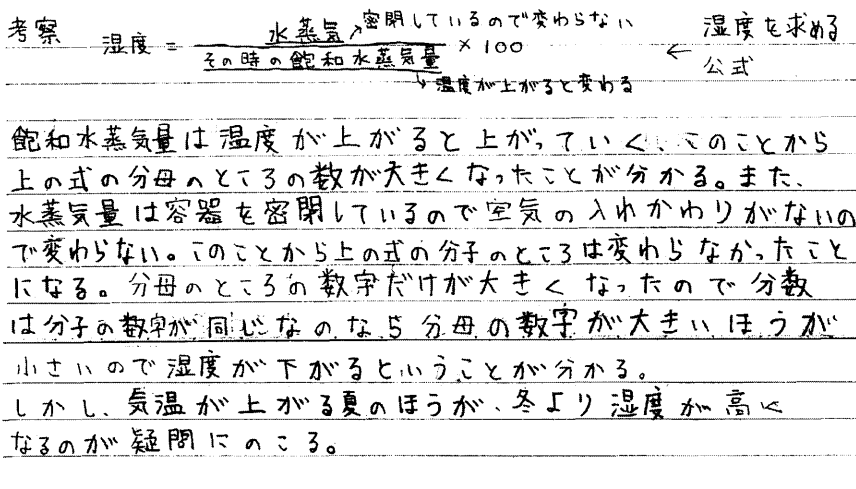 考察
湿度 = 水蒸気 / その時の飽和水蒸気量 × 100
密閉しているので変わらない
温度が上がると変わる
← 湿度を求める
公式
飽和水蒸気量は温度が上がると上がっていく、このことから
上の式の分母のところの数が大きくなったことが分かる。また、
水蒸気量は容器を密閉しているので空気の入れかわりがないの
で変わらない。このことから上の式の分子のところは変わらなかったこと
になる。分母のところの数字だけが大きくなったので分数
は分子の数字が同じなのなら分母の数字が大きいほうが
小さいので湿度が下がるということが分かる。
しかし、気温が上がる夏のほうが、冬より湿度が高く
なるのが疑問にのこる。